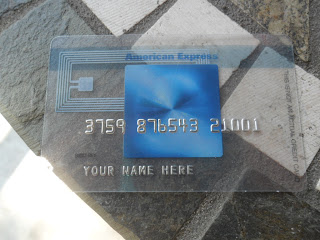 American Express
3759 876543 21001
YOUR NAME HERE